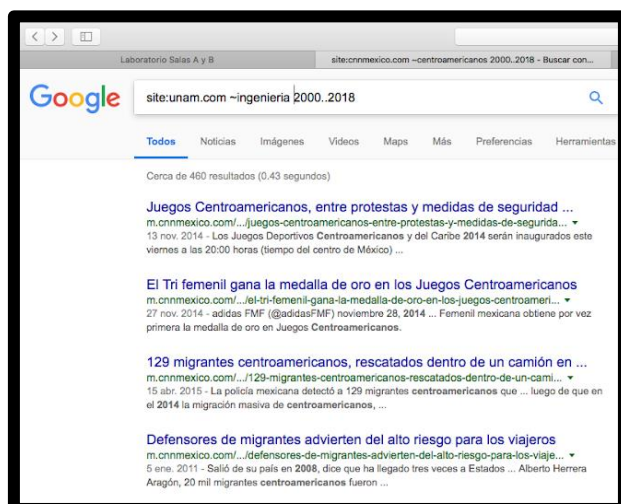 Laboratorio Salas A y B
site:cnnmexico.com ~centroamericanos 2000..2018 - Buscar con...
Google
site:unam.com ~ingenieria 2000..2018
Todos Noticias Imágenes Videos Maps Más Preferencias Herramientas
Cerca de 460 resultados (0.43 segundos)
Juegos Centroamericanos, entre protestas y medidas de seguridad ...
m.cnnmexico.com/.../juegos-centroamericanos-entre-protestas-y-medidas-de-segurida...
13 nov. 2014 - Los Juegos Deportivos Centroamericanos y del Caribe 2014 serán inaugurados este
viernes a las 20:00 horas (tiempo del centro de México) ...
El Tri femenil gana la medalla de oro en los Juegos Centroamericanos
m.cnnmexico.com/.../el-tri-femenil-gana-la-medalla-de-oro-en-los-juegos-centroameri...
27 nov. 2014 - adidas FMF (@adidasFMF) noviembre 28, 2014 ... Femenil mexicana obtiene por vez
primera la medalla de oro en Juegos Centroamericanos.
129 migrantes centroamericanos, rescatados dentro de un camión en ...
m.cnnmexico.com/.../129-migrantes-centroamericanos-rescatados-dentro-de-un-cami...
15 abr. 2015 - La policía mexicana detectó a 129 migrantes centroamericanos que ... luego de que en
el 2014 la migración masiva de centroamericanos, ...
Defensores de migrantes advierten del alto riesgo para los viajeros
m.cnnmexico.com/.../defensores-de-migrantes-advierten-del-alto-riesgo-para-los-viaje...
5 ene. 2011 - Salió de su país en 2008, dice que ha llegado tres veces a Estados ... Alberto Herrera
Aragón, 20 mil migrantes centroamericanos fueron ...